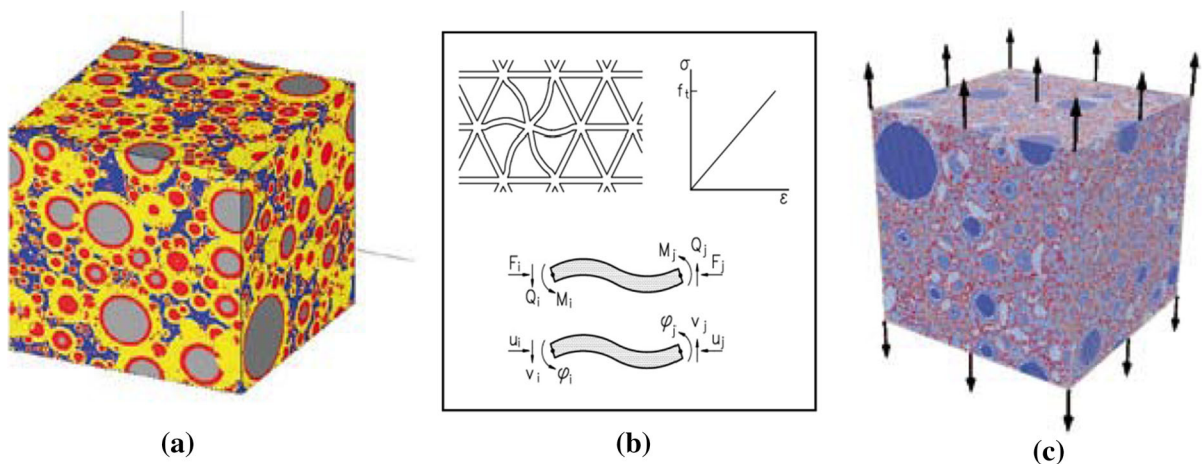 σ
f_t
ε
M_j Q_j
F_i F_j
Q_i M_i
φ_j v_j
u_i u_j
v_i φ_i
(a) (b) (c)